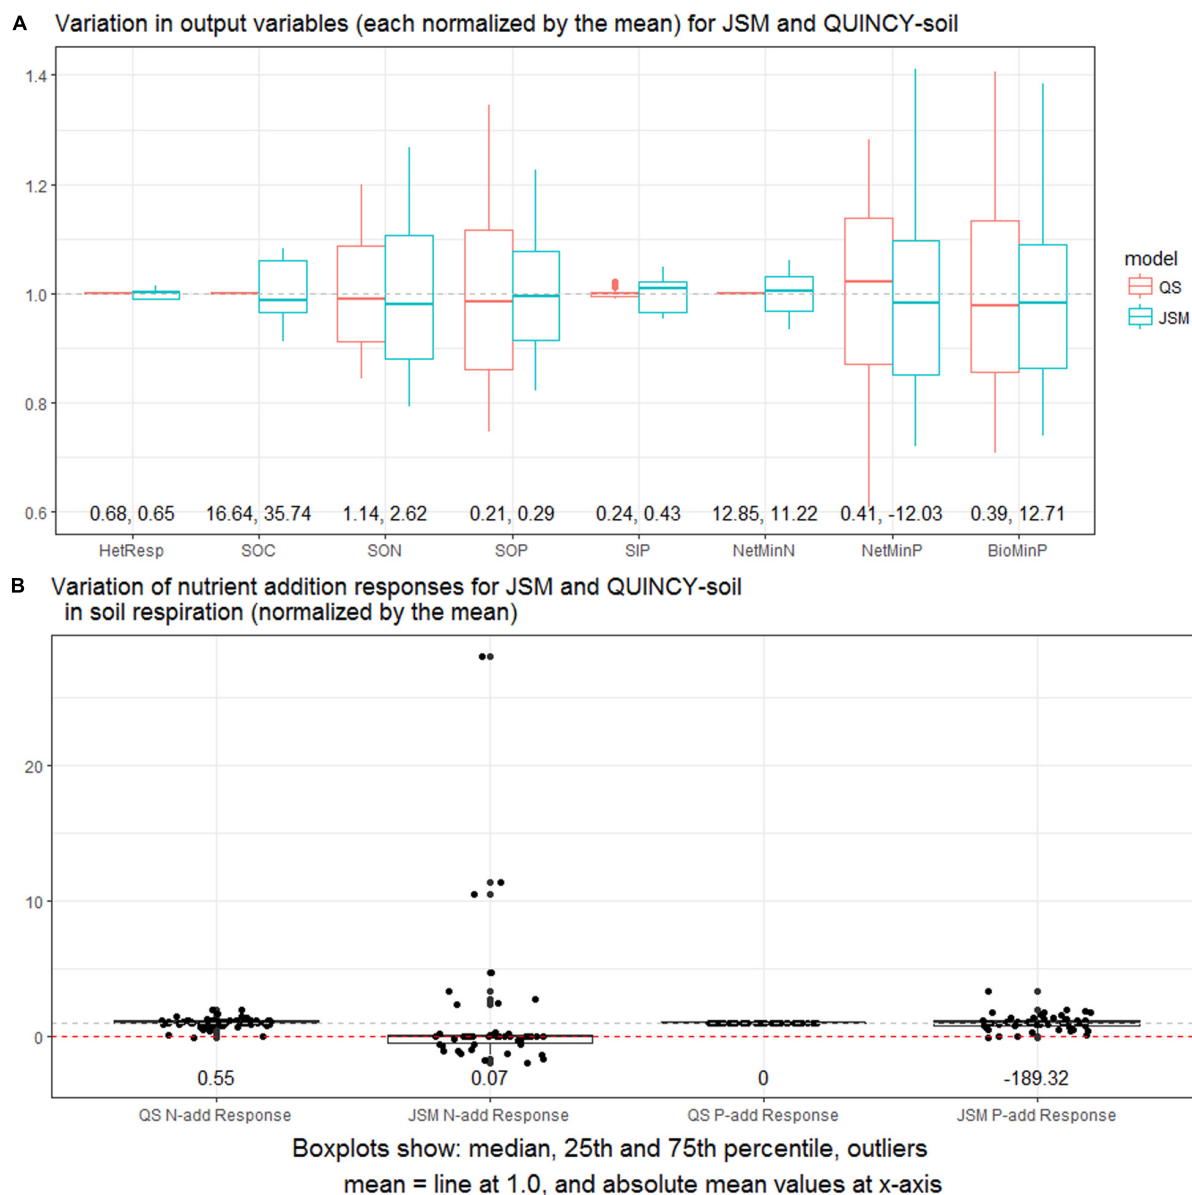 A Variation in output variables (each normalized by the mean) for JSM and QUINCY-soil
1.4
1.2
1.0
0.8
0.6
0.68, 0.65 16.64, 35.74 1.14, 2.62 0.21, 0.29 0.24, 0.43 12.85, 11.22 0.41, -12.03 0.39, 12.71
HetResp SOC SON SOP SIP NetMinN NetMinP BioMinP
model
QS
JSM
B Variation of nutrient addition responses for JSM and QUINCY-soil
in soil respiration (normalized by the mean)
20
10
0
0.55 0.07 0 -189.32
QS N-add Response JSM N-add Response QS P-add Response JSM P-add Response
Boxplots show: median, 25th and 75th percentile, outliers
mean = line at 1.0, and absolute mean values at x-axis